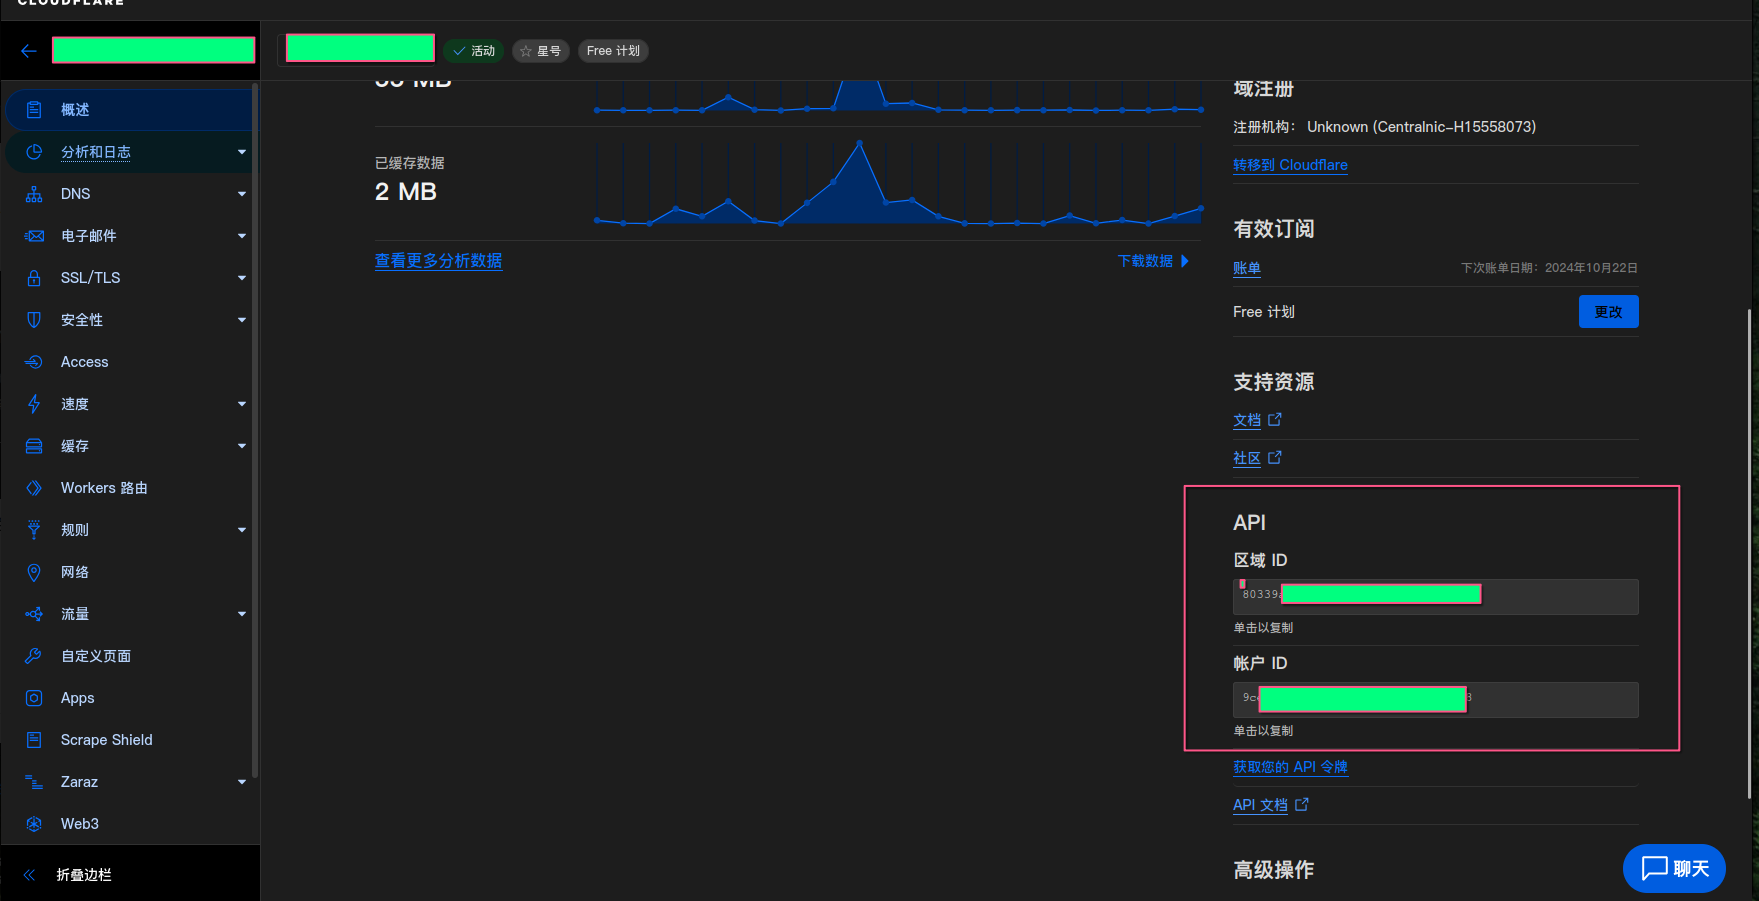 CLOUDFLARE
活动
星号
Free 计划
概述
分析和日志
DNS
电子邮件
SSL/TLS
安全性
Access
速度
缓存
Workers 路由
规则
网络
流量
自定义页面
Apps
Scrape Shield
Zaraz
Web3
折叠边栏
已缓存数据
2 MB
查看更多分析数据
下载数据
域注册
注册机构： Unknown (Centralnic-H15558073)
转移到 Cloudflare
有效订阅
账单
下次账单日期：2024年10月22日
Free 计划
更改
支持资源
文档
社区
API
区域 ID
80339
单击以复制
帐户 ID
9c
单击以复制
获取您的 API 令牌
API 文档
高级操作
聊天